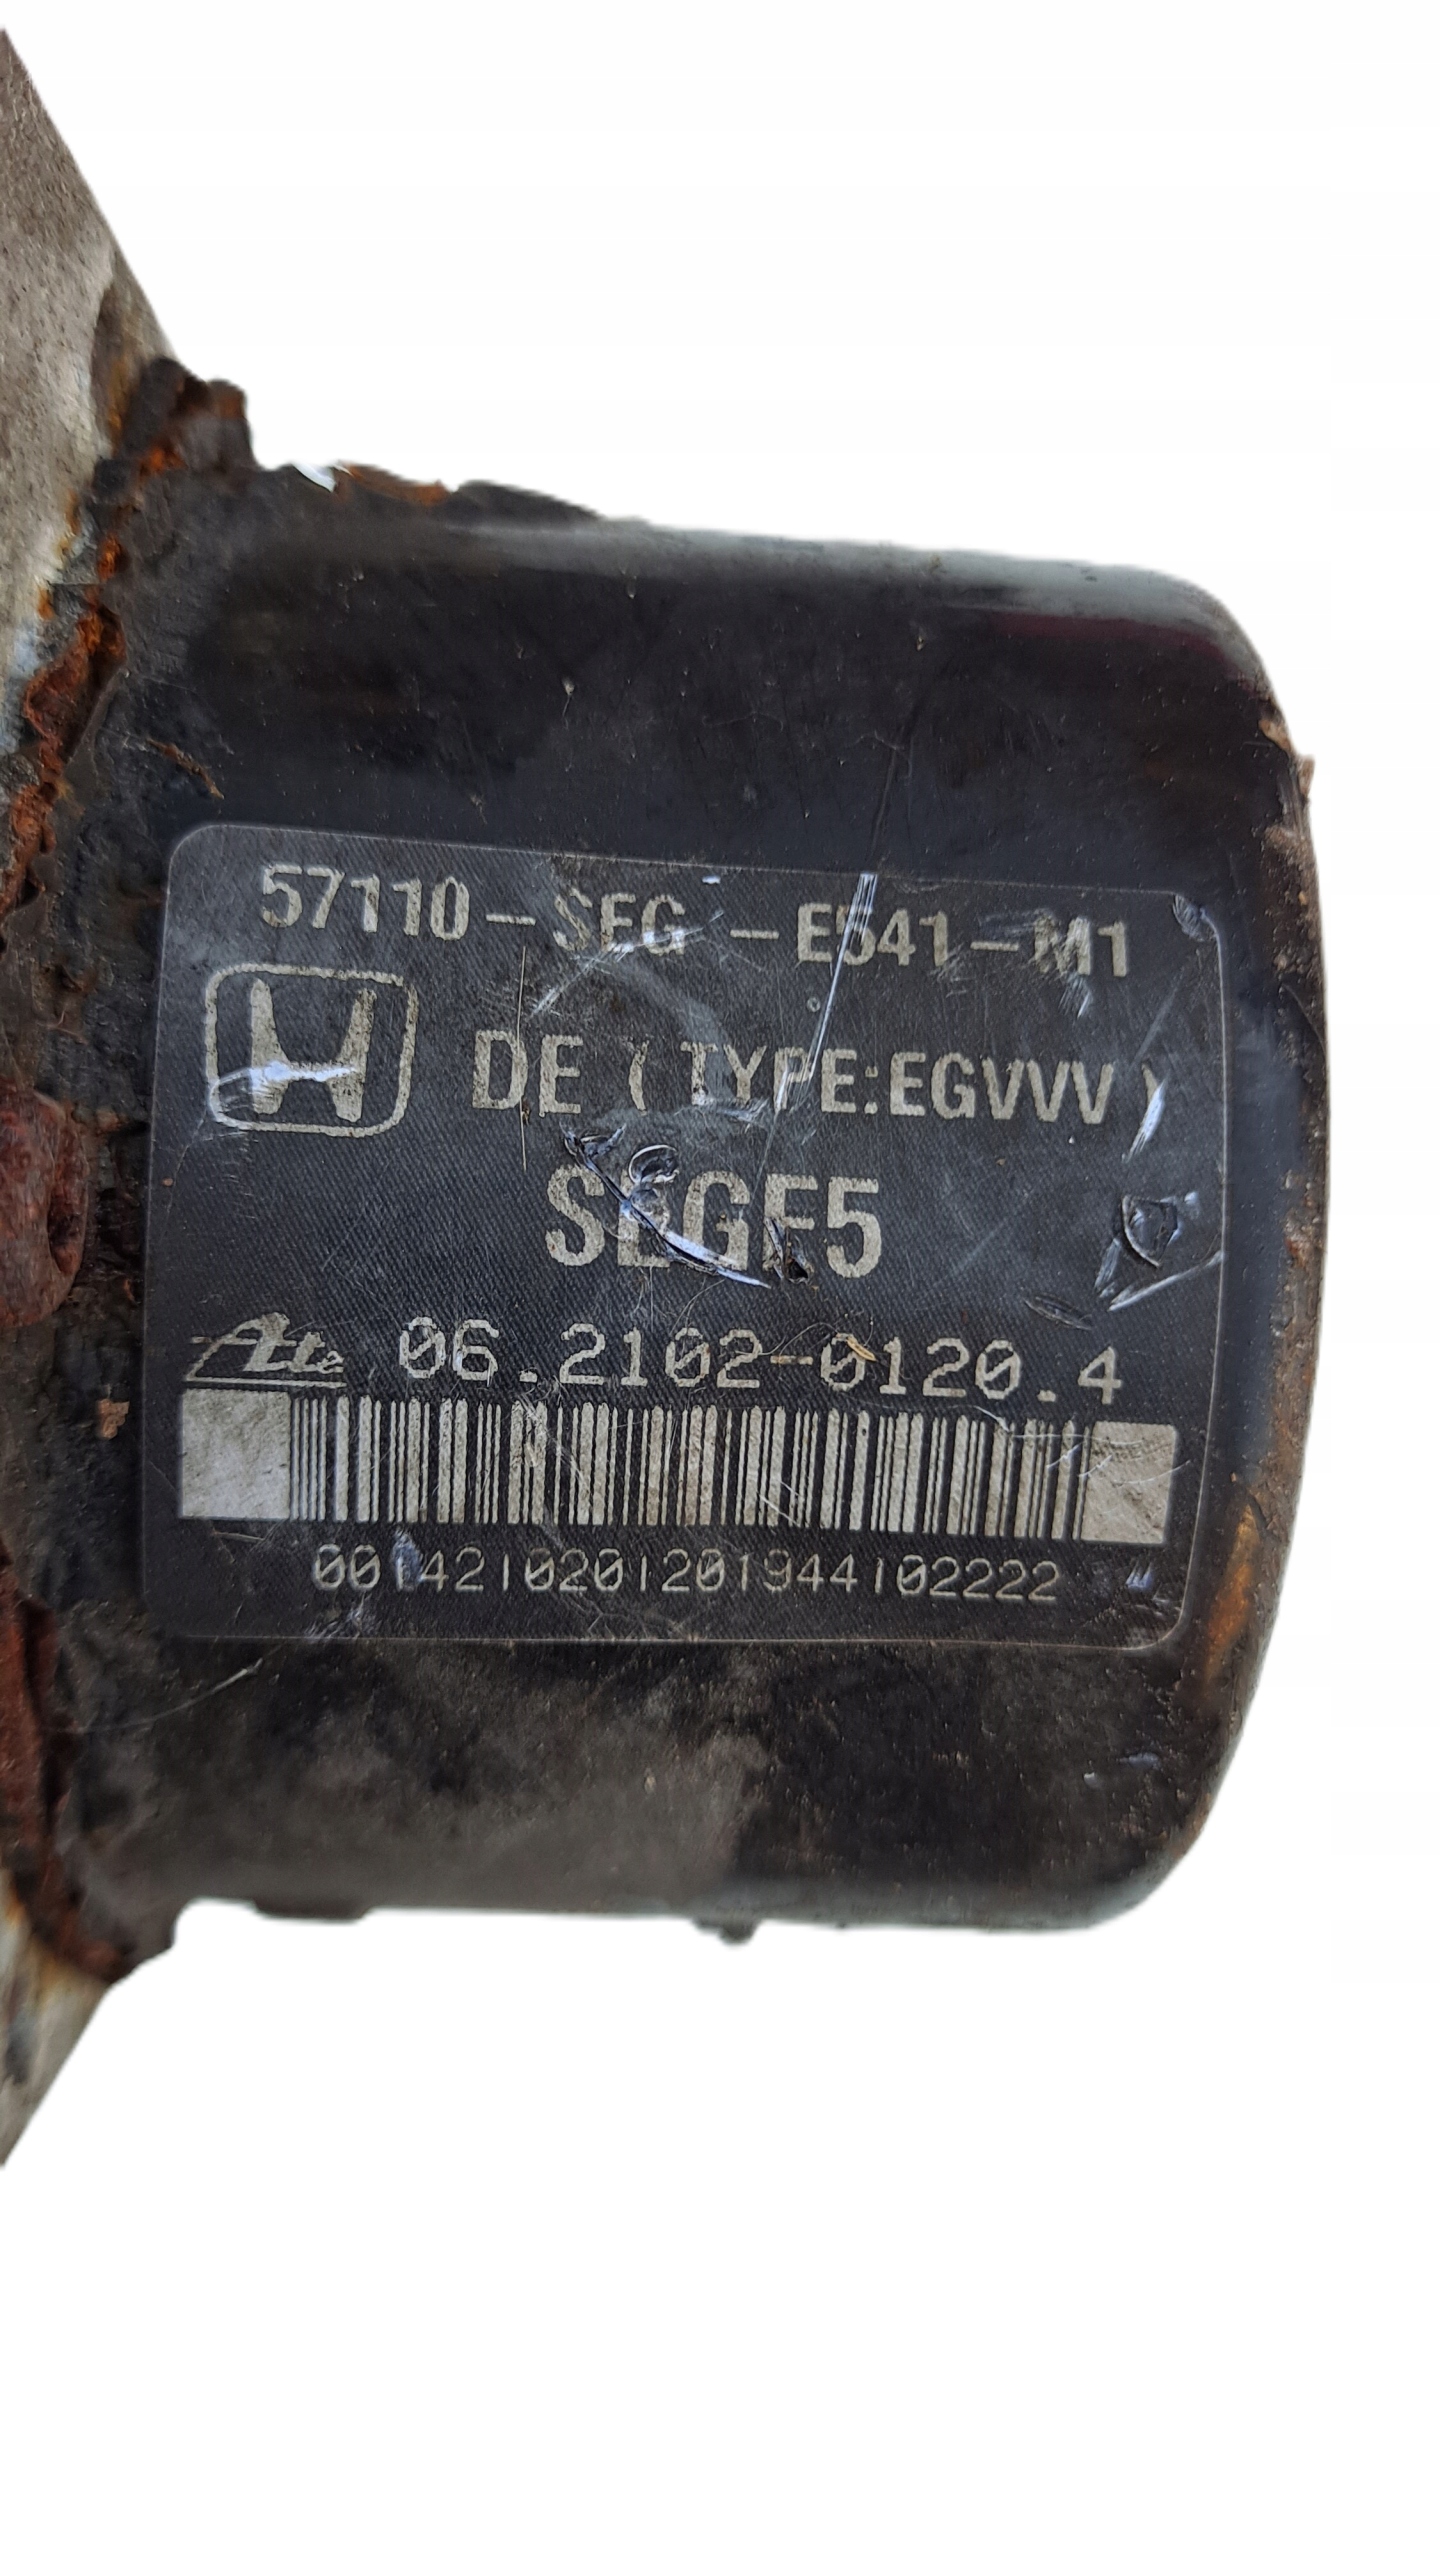 57110-SEG-E541-M1
DE (TYPE:EGVVV)
SEGE5
Ate 06.2102-0120.4
00142102012019441 02222